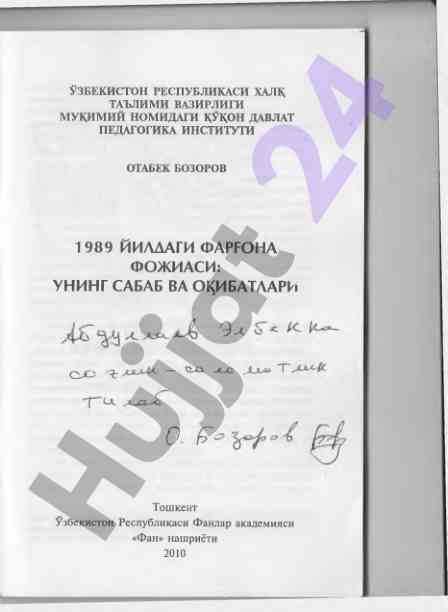 ЎЗБЕКИСТОН РЕСПУБЛИКАСИ ХАЛҚ
ТАЪЛИМИ ВАЗИРЛИГИ
МУҚИМИЙ НОМИДАГИ ҚЎҚОН ДАВЛАТ
ПЕДАГОГИКА ИНСТИТУТИ
ОТАБЕК БОЗОРОВ
1989 ЙИЛДАГИ ФАРҒОНА
ФОЖИАСИ:
УНИНГ САБАБ ВА ОҚИБАТЛАРИ
Абдуллаев Элбекка
соғлик-саломатлик
тилаб
О. Бозоров
Тошкент
Ўзбекистон Республикаси Фанлар академияси
«Фан» нашриёти
2010
Hujjat 24